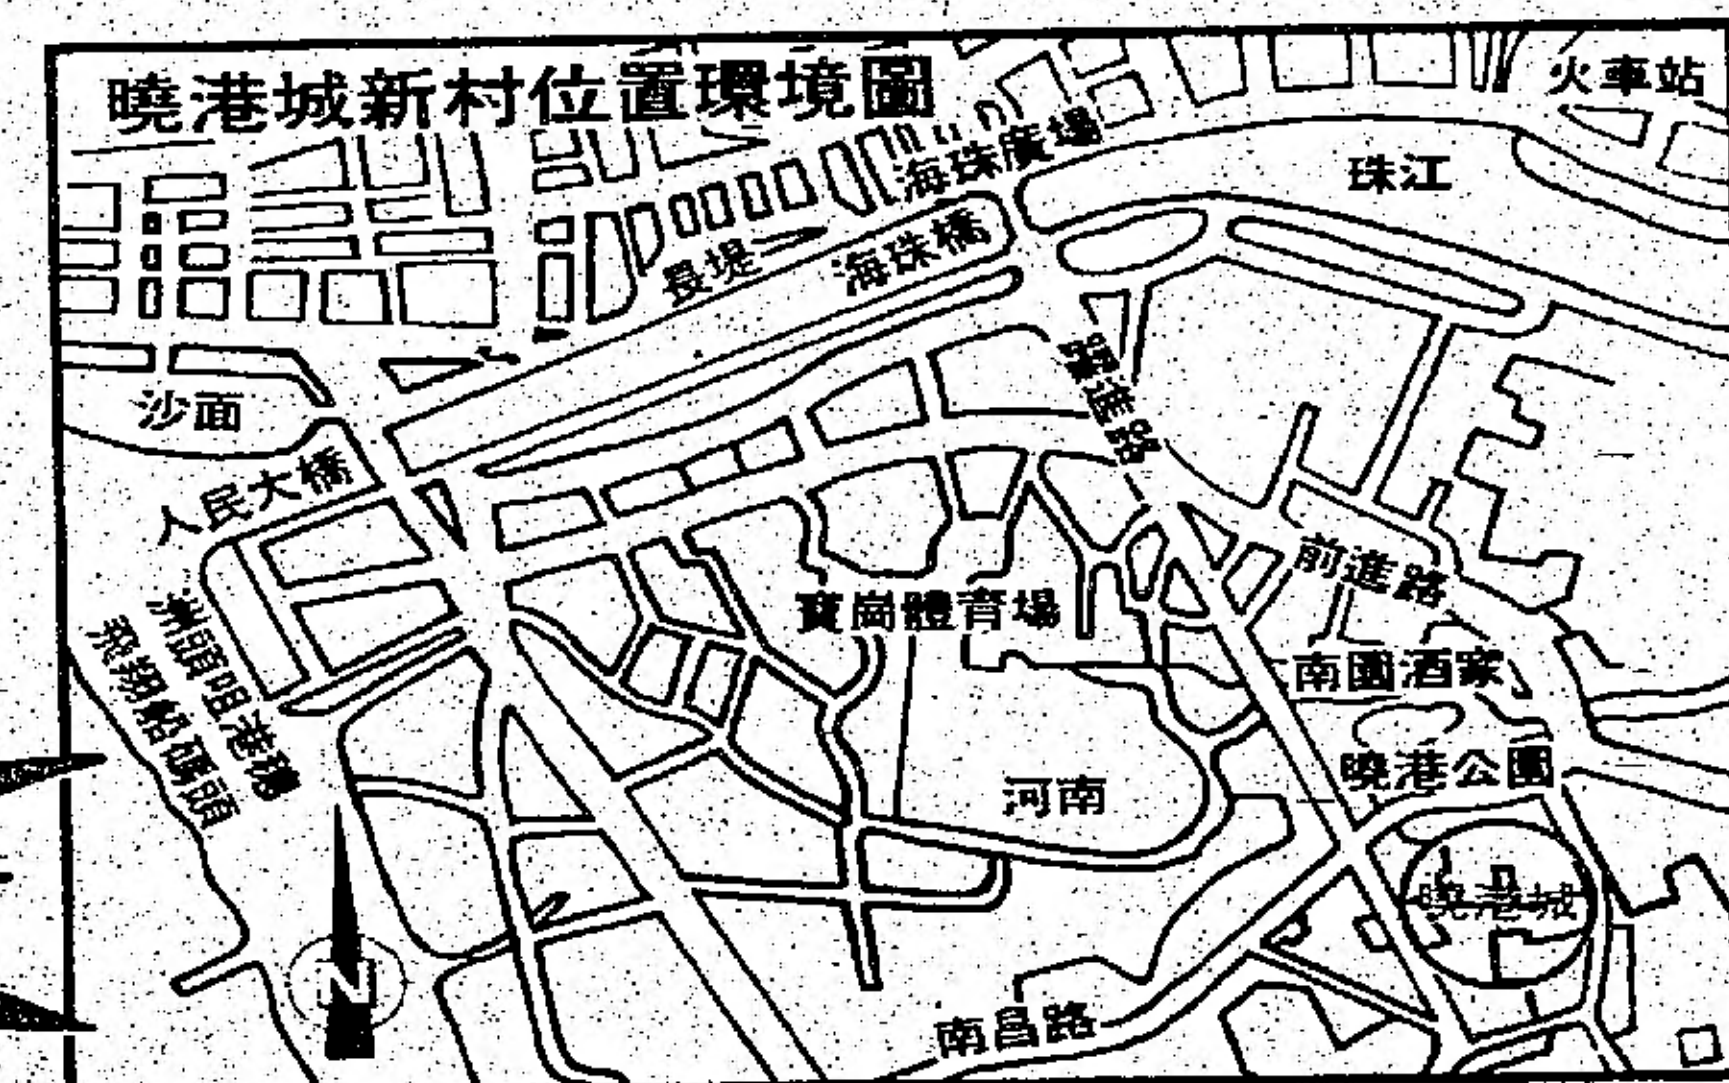 曉港城新村位置環境圖
火車站
海珠廣場
珠江
長堤
海珠橋
沙面
躍進路
人民大橋
前進路
洲頭咀港穗
飛翔船碼頭
寶崗體育場
南園酒家
曉港公園
河南
曉港城
N
南昌路